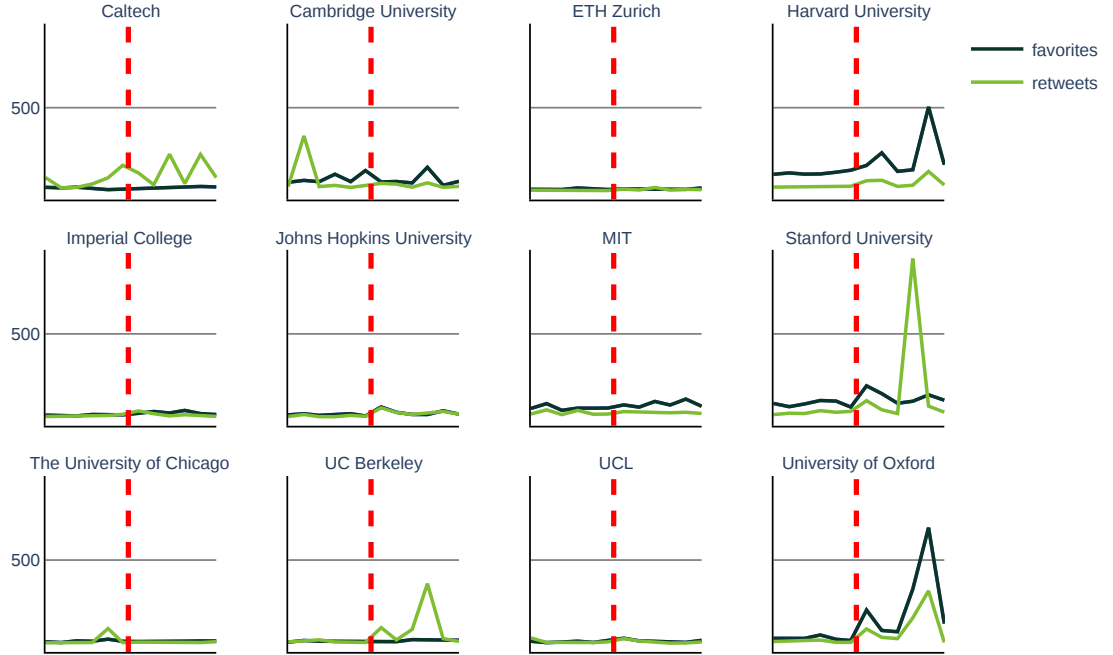 Caltech
Cambridge University
ETH Zurich
Harvard University
favorites
retweets
500
Imperial College
Johns Hopkins University
MIT
Stanford University
500
The University of Chicago
UC Berkeley
UCL
University of Oxford
500